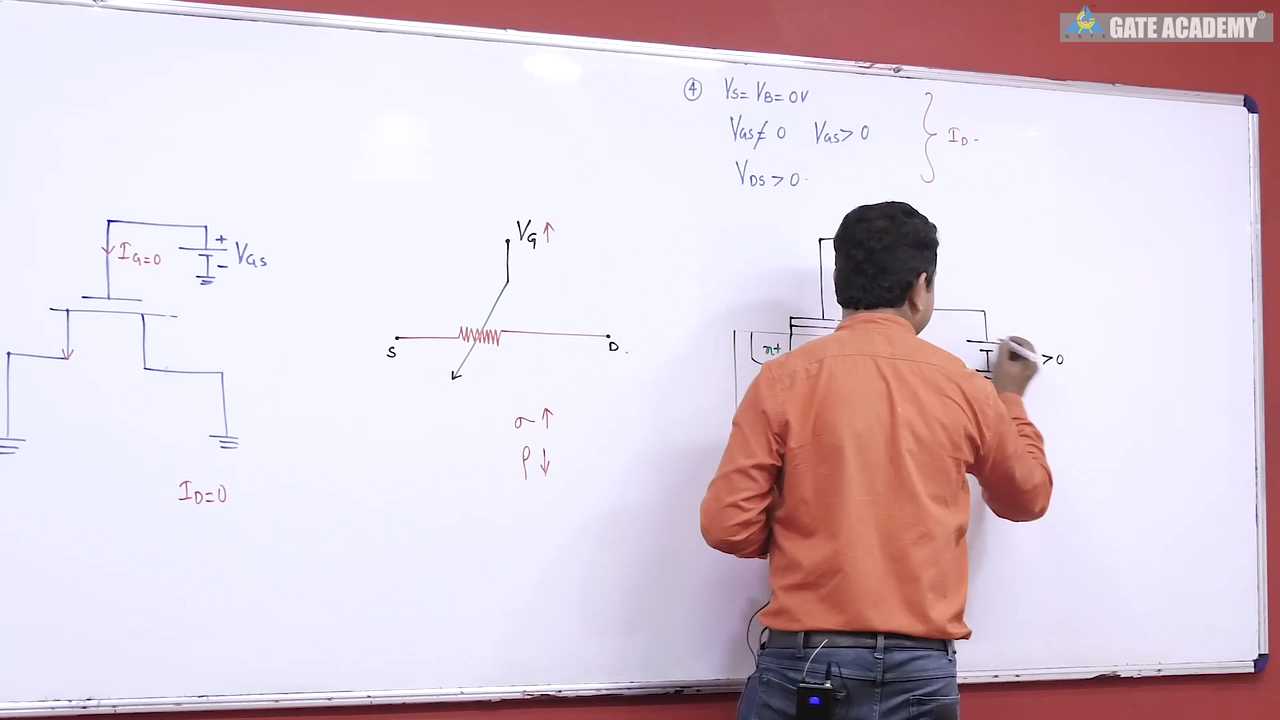 GATE ACADEMY®
④ VS = VB = 0V
VGS ≠ 0 VGS > 0
VDS > 0.
} ID -
+
IG=0
-
VGS
ID=0
VG ↑
S
D.
σ ↑
ρ ↓
n+
> 0